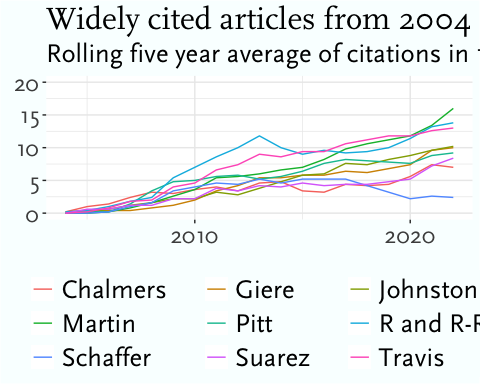 Widely cited articles from 2004
Rolling five year average of citations in
20
15
10
5
0
2010 2020
Chalmers Giere Johnston
Martin Pitt R and R-R
Schaffer Suarez Travis